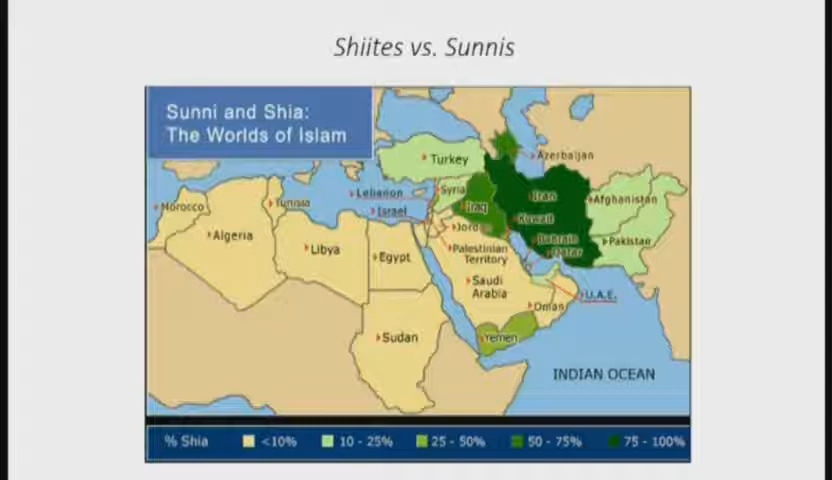 Shiites vs. Sunnis
Sunni and Shia:
The Worlds of Islam
Turkey
Azerbaijan
Lebenon
Syria
Iran
Afghanistan
Morocco
Tunisia
Israel
Iraq
Kuwait
Algeria
Libya
Egypt
Jord
Palestinian
Territory
Bahrain
Qatar
Pakistan
Saudi
Arabia
Oman
U.A.E.
Sudan
Yemen
INDIAN OCEAN
% Shia
<10%
10 - 25%
25 - 50%
50 - 75%
75 - 100%